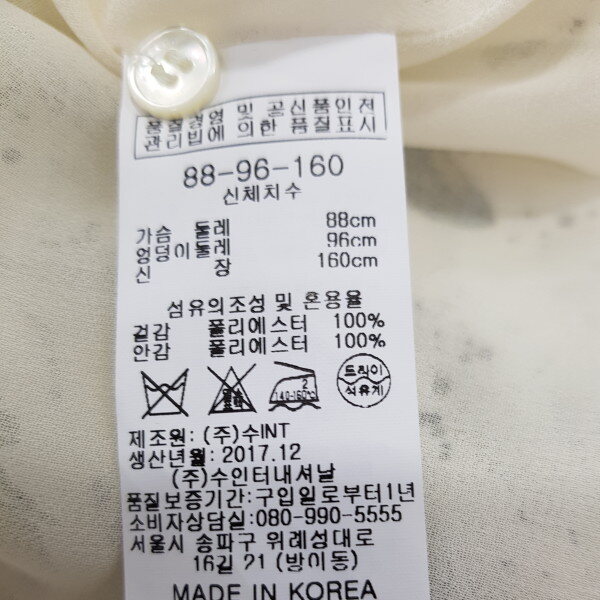 품질경영 및 공산품안전
관리법에 의한 품질표시
88-96-160
신체치수
가슴 둘레 88cm
엉덩이둘레 96cm
신 장 160cm
섬유의조성 및 혼용율
겉감 폴리에스터 100%
안감 폴리에스터 100%
염소
표백
2
140-160℃
드라이
석유계
제조원: (주)수INT
생산년월: 2017.12
(주)수인터내셔날
품질보증기간:구입일로부터1년
소비자상담실:080-990-5555
서울시 송파구 위례성대로
16길 21 (방이동)
MADE IN KOREA